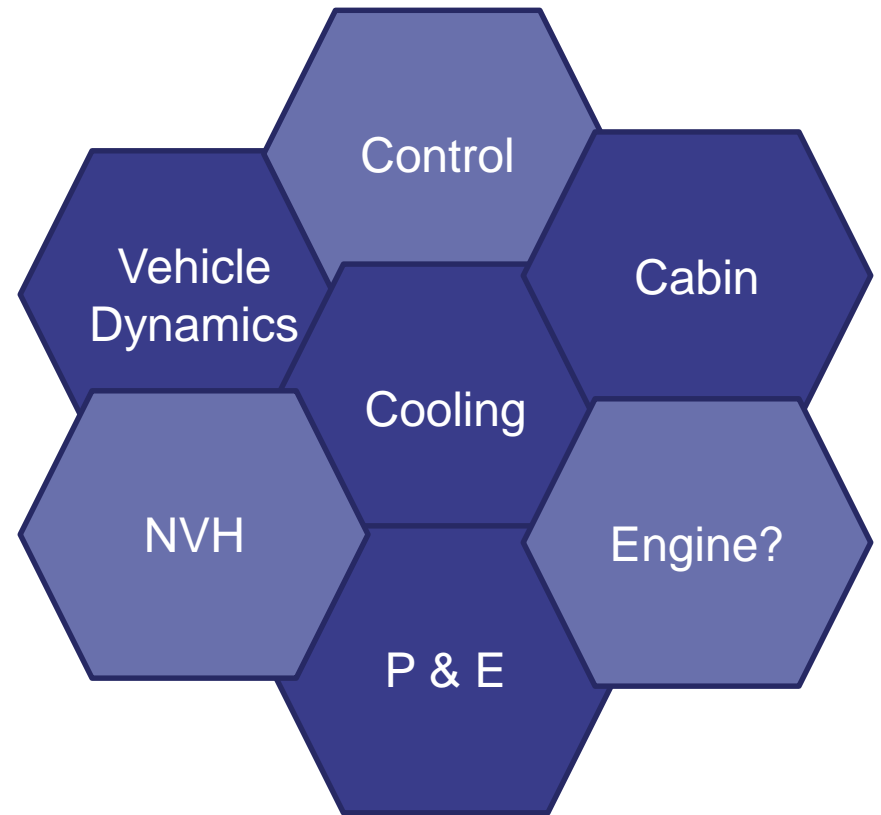 Control
Vehicle
Dynamics
Cabin
Cooling
NVH
Engine?
P & E